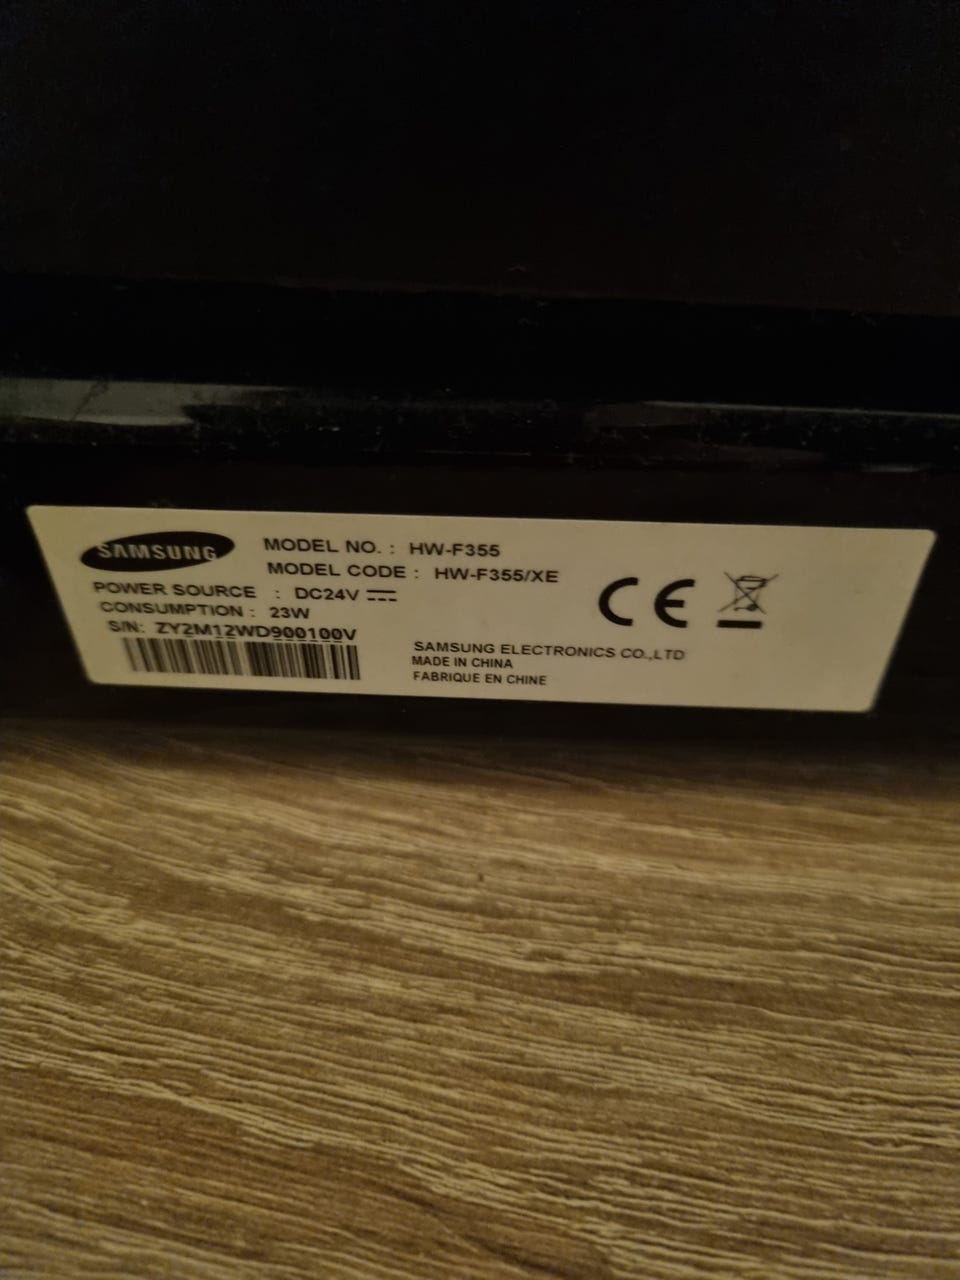 SAMSUNG
MODEL NO. : HW-F355
MODEL CODE : HW-F355/XE
POWER SOURCE : DC24V
CONSUMPTION : 23W
S/N: ZY2M12WD900100V
SAMSUNG ELECTRONICS CO.,LTD
MADE IN CHINA
FABRIQUE EN CHINE
CE